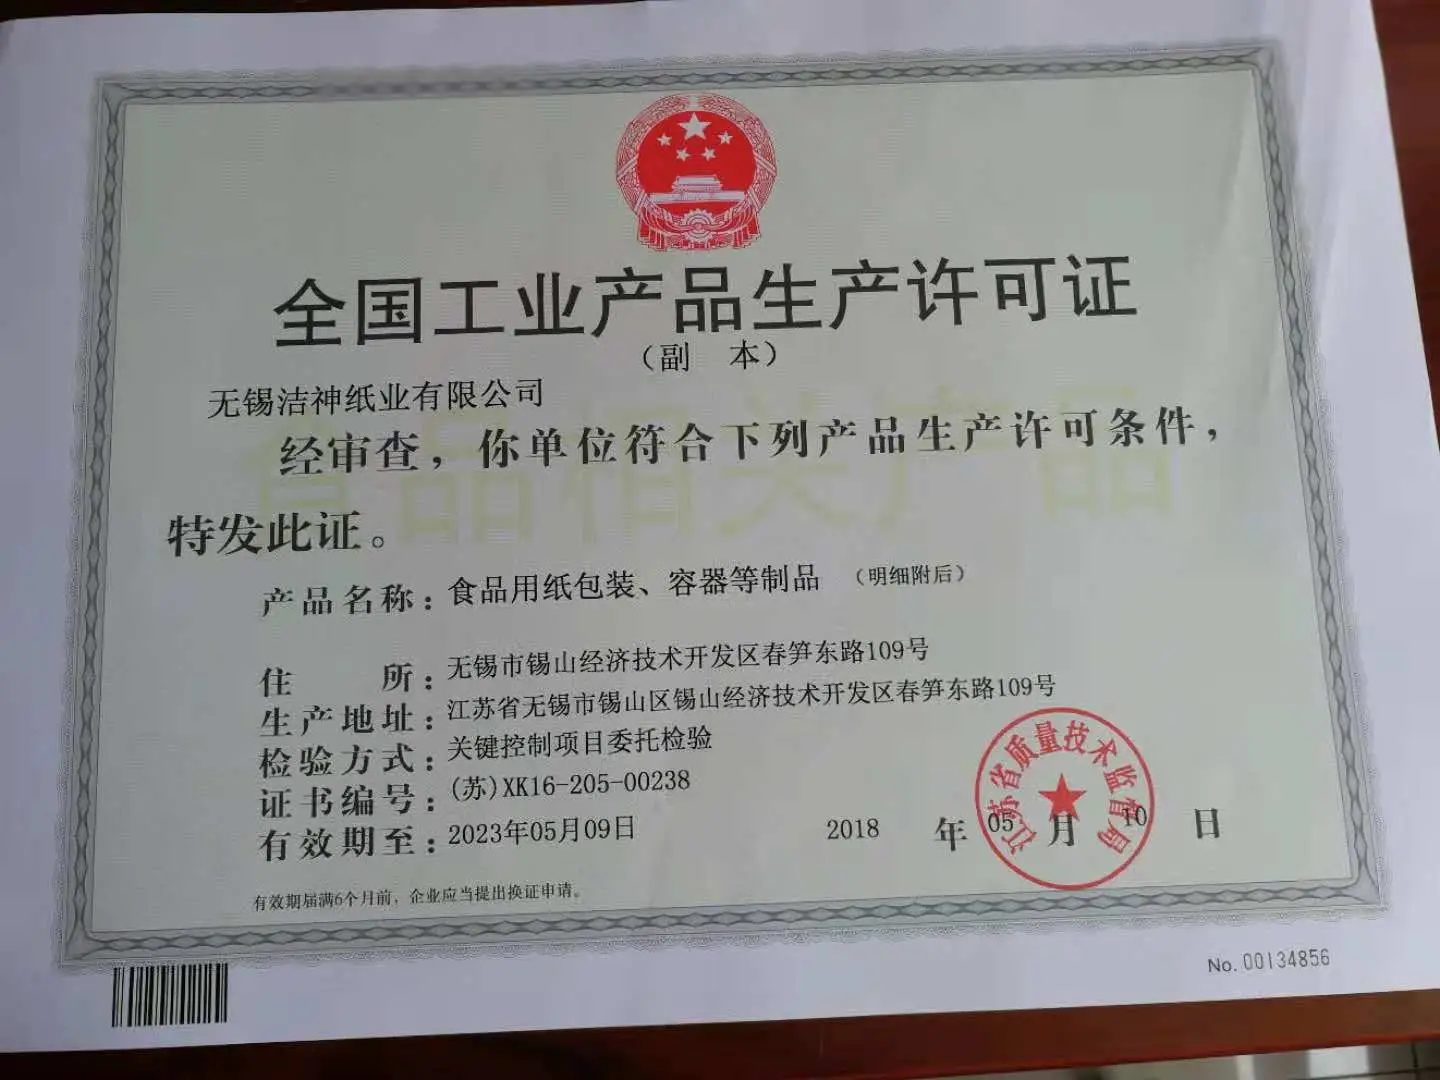 全国工业产品生产许可证
（副 本）
无锡洁神纸业有限公司
食品相关产品
经审查，你单位符合下列产品生产许可条件，
特发此证。
产品名称：食品用纸包装、容器等制品 （明细附后）
住 所：无锡市锡山经济技术开发区春笋东路109号
生产地址：江苏省无锡市锡山区锡山经济技术开发区春笋东路109号
检验方式：关键控制项目委托检验
证书编号：(苏)XK16-205-00238
有效期至：2023年05月09日
2018 年 05 月 10 日
江苏省质量技术监督局
有效期届满6个月前，企业应当提出换证申请。
No.00134856